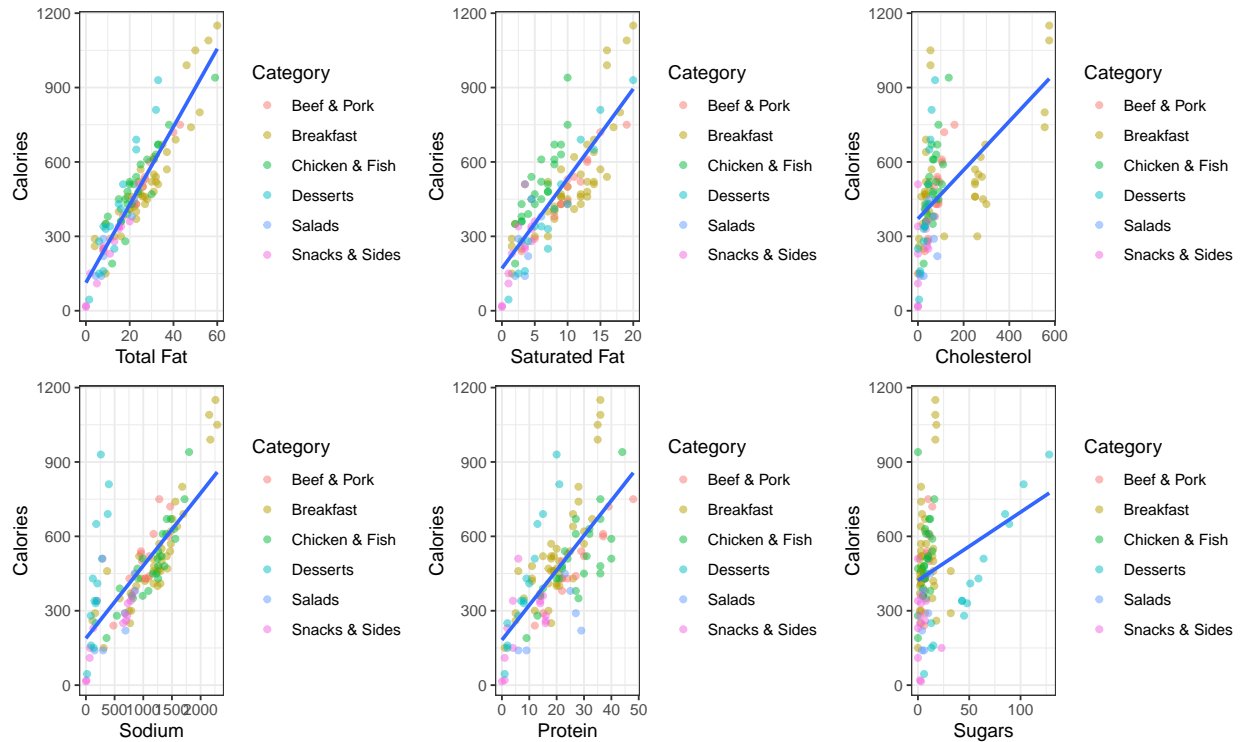 1200
900
600
300
0
Calories
0 20 40 60
Total Fat
Category
Beef & Pork
Breakfast
Chicken & Fish
Desserts
Salads
Snacks & Sides
1200
900
600
300
0
Calories
0 5 10 15 20
Saturated Fat
Category
Beef & Pork
Breakfast
Chicken & Fish
Desserts
Salads
Snacks & Sides
1200
900
600
300
0
Calories
0 200 400 600
Cholesterol
Category
Beef & Pork
Breakfast
Chicken & Fish
Desserts
Salads
Snacks & Sides
1200
900
600
300
0
Calories
0 500 1000 1500 2000
Sodium
Category
Beef & Pork
Breakfast
Chicken & Fish
Desserts
Salads
Snacks & Sides
1200
900
600
300
0
Calories
0 10 20 30 40 50
Protein
Category
Beef & Pork
Breakfast
Chicken & Fish
Desserts
Salads
Snacks & Sides
1200
900
600
300
0
Calories
0 50 100
Sugars
Category
Beef & Pork
Breakfast
Chicken & Fish
Desserts
Salads
Snacks & Sides